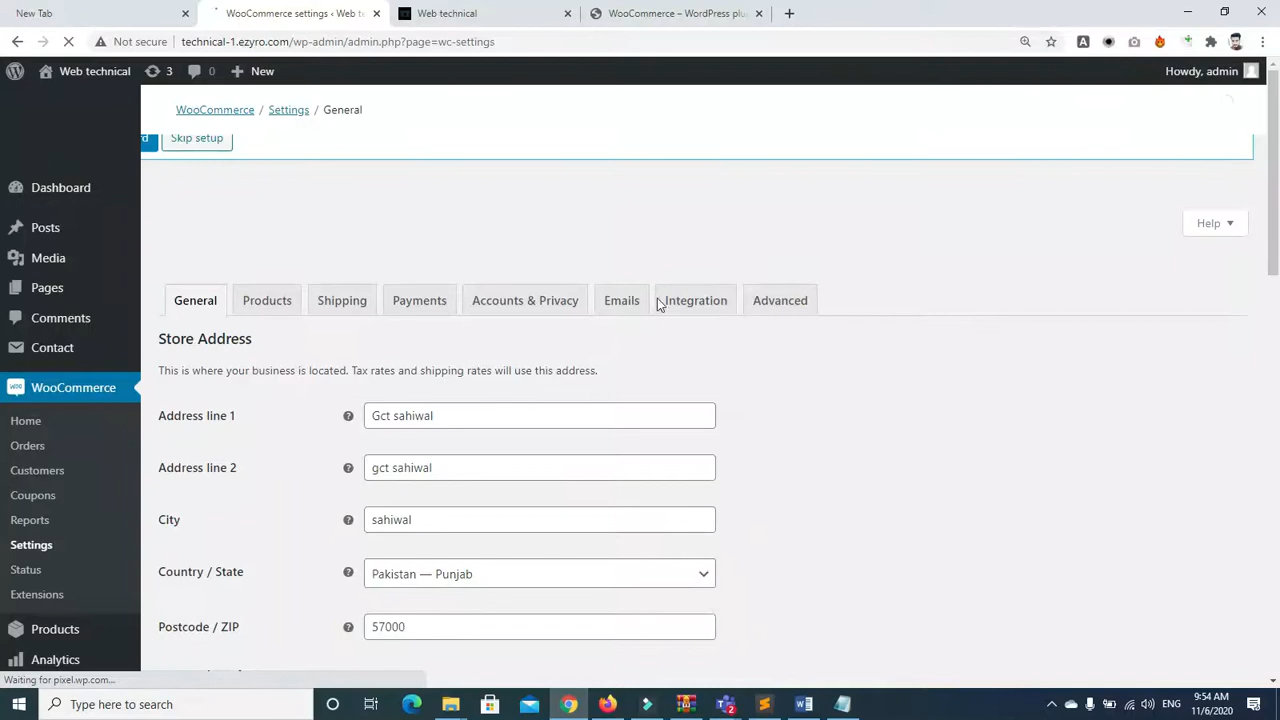 New Tab
WooCommerce settings ‹ Web te
Web technical
WooCommerce – WordPress plu
Not secure
technical-1.ezyro.com/wp-admin/admin.php?page=wc-settings
Web technical
3
0
New
Howdy, admin
WooCommerce / Settings / General
rd
Skip setup
Help
Dashboard
Posts
Media
Pages
Comments
Contact
WooCommerce
Home
Orders
Customers
Coupons
Reports
Settings
Status
Extensions
Products
Analytics
General
Products
Shipping
Payments
Accounts & Privacy
Emails
Integration
Advanced
Store Address
This is where your business is located. Tax rates and shipping rates will use this address.
Address line 1
Gct sahiwal
Address line 2
gct sahiwal
City
sahiwal
Country / State
Pakistan — Punjab
Postcode / ZIP
57000
Waiting for pixel.wp.com...
Type here to search
ENG
9:54 AM
11/6/2020